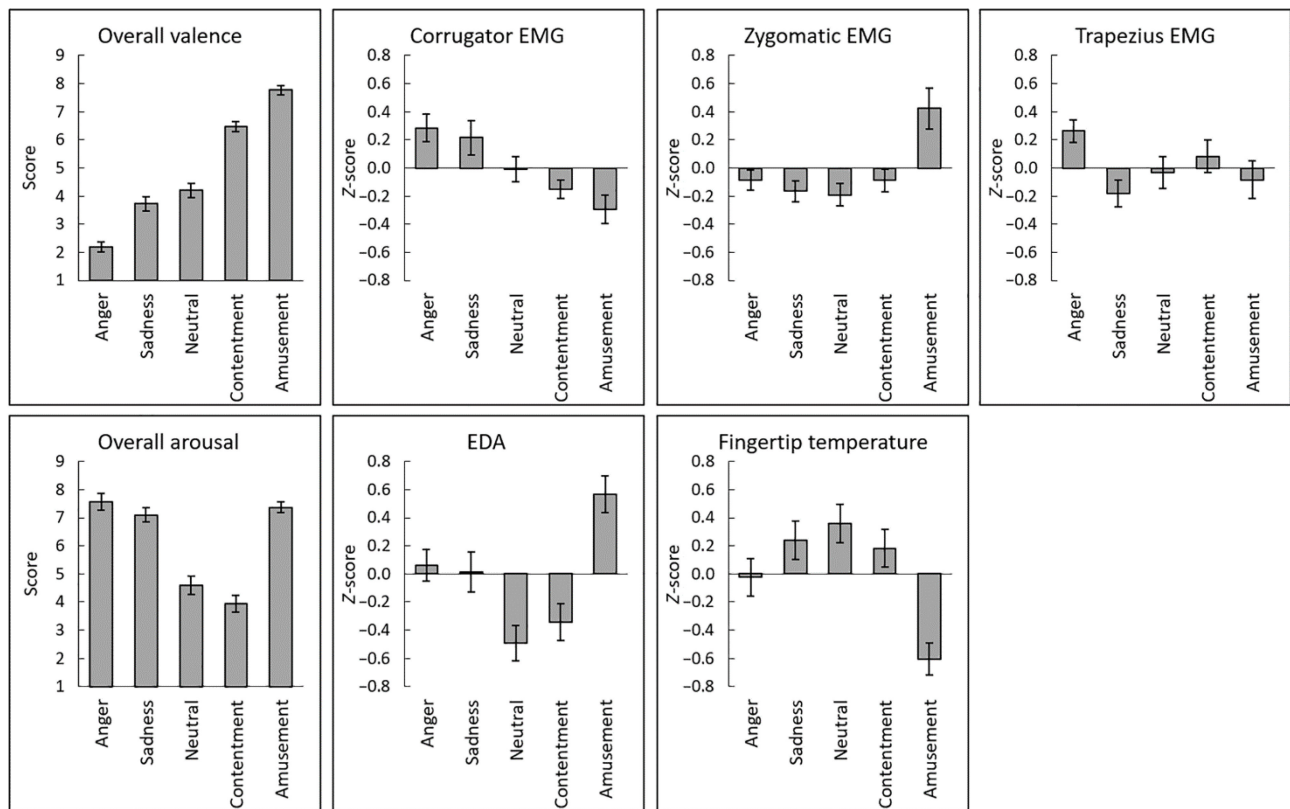 Overall valence
9
8
7
6
5
4
3
2
1
Score
Anger
Sadness
Neutral
Contentment
Amusement
Corrugator EMG
0.8
0.6
0.4
0.2
0.0
−0.2
−0.4
−0.6
−0.8
Z-score
Anger
Sadness
Neutral
Contentment
Amusement
Zygomatic EMG
0.8
0.6
0.4
0.2
0.0
−0.2
−0.4
−0.6
−0.8
Z-score
Anger
Sadness
Neutral
Contentment
Amusement
Trapezius EMG
0.8
0.6
0.4
0.2
0.0
−0.2
−0.4
−0.6
−0.8
Z-score
Anger
Sadness
Neutral
Contentment
Amusement
Overall arousal
9
8
7
6
5
4
3
2
1
Score
Anger
Sadness
Neutral
Contentment
Amusement
EDA
0.8
0.6
0.4
0.2
0.0
−0.2
−0.4
−0.6
−0.8
Z-score
Anger
Sadness
Neutral
Contentment
Amusement
Fingertip temperature
0.8
0.6
0.4
0.2
0.0
−0.2
−0.4
−0.6
−0.8
Z-score
Anger
Sadness
Neutral
Contentment
Amusement